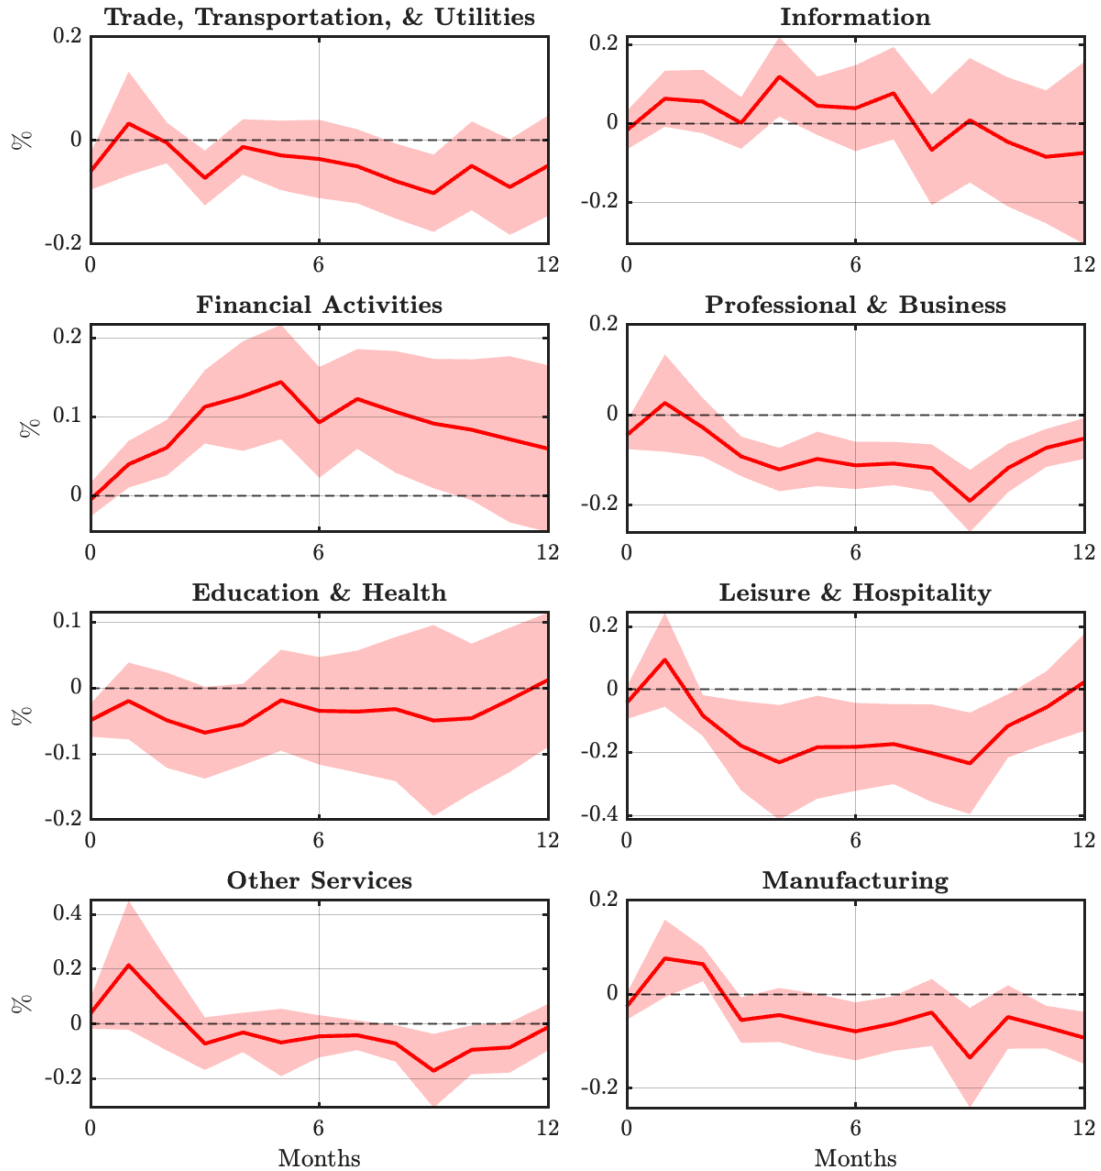 Trade, Transportation, & Utilities
0.2
0
-0.2
%
0 6 12
Information
0.2
0
-0.2
0 6 12
Financial Activities
0.2
0.1
0
%
0 6 12
Professional & Business
0.2
0
-0.2
0 6 12
Education & Health
0.1
0
-0.1
-0.2
%
0 6 12
Leisure & Hospitality
0.2
0
-0.2
-0.4
0 6 12
Other Services
0.4
0.2
0
-0.2
%
0 6 12
Months
Manufacturing
0.2
0
-0.2
0 6 12
Months